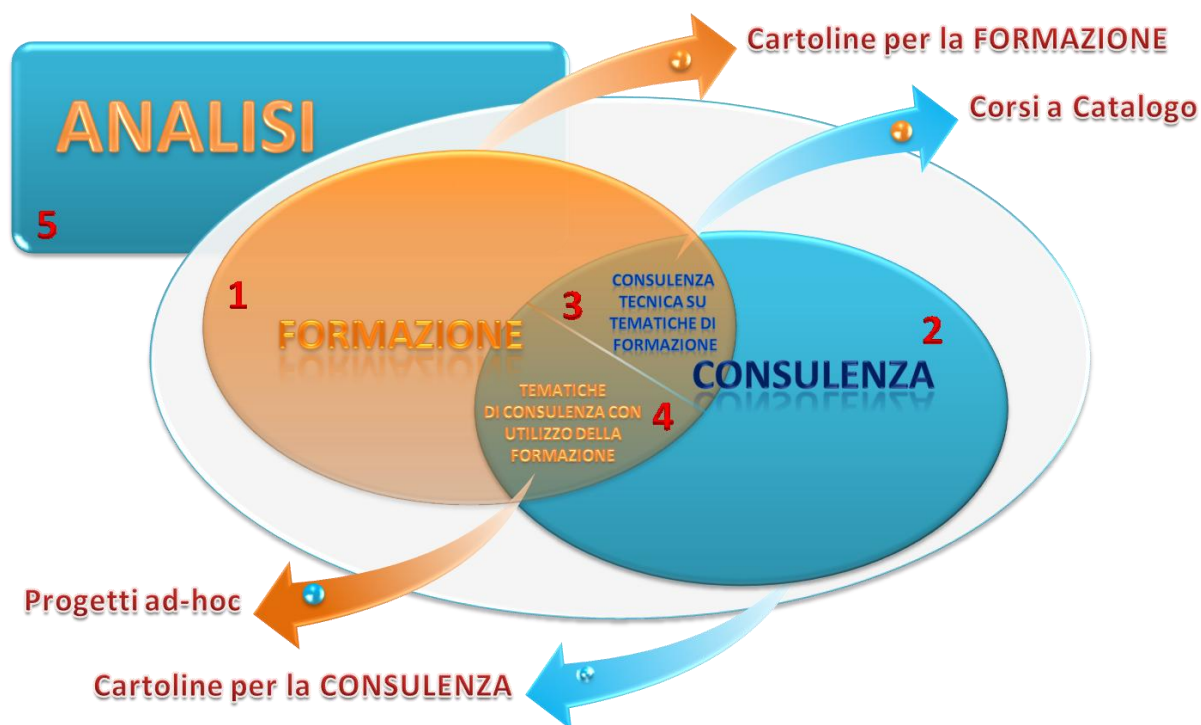 Cartoline per la FORMAZIONE
ANALISI
Corsi a Catalogo
5
1
FORMAZIONE
3
CONSULENZA
TECNICA SU
TEMATICHE DI
FORMAZIONE
2
CONSULENZA
TEMATICHE
DI CONSULENZA CON
UTILIZZO DELLA
FORMAZIONE
4
Progetti ad-hoc
Cartoline per la CONSULENZA